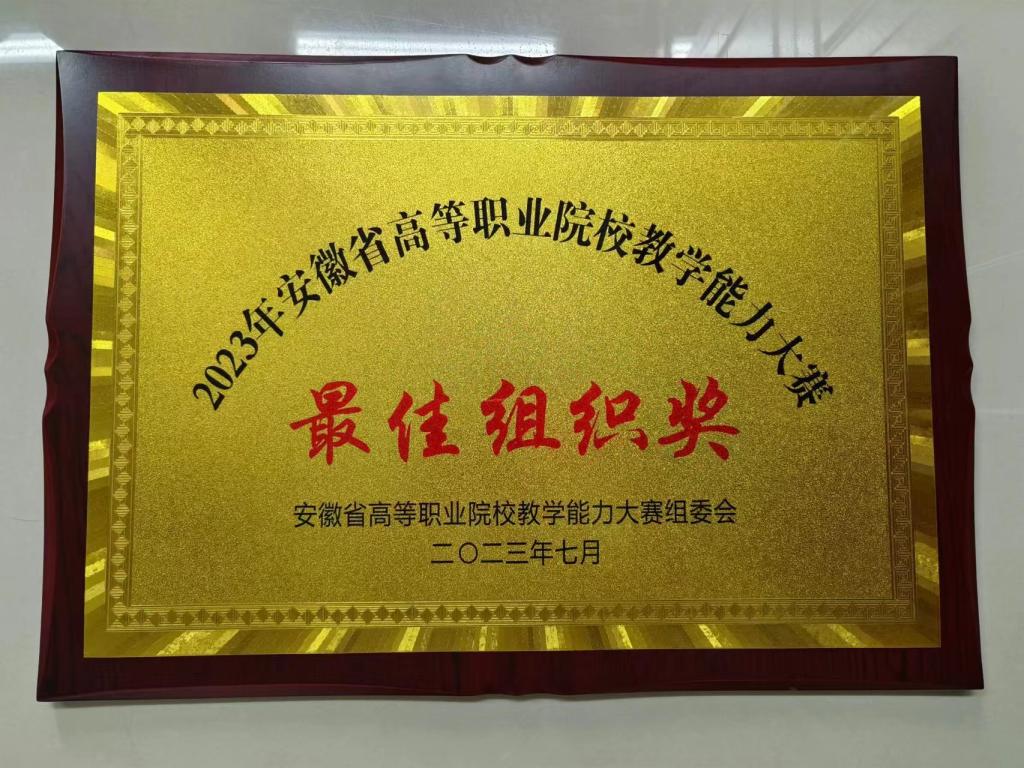 2023年安徽省高等职业院校教学能力大赛
最佳组织奖
安徽省高等职业院校教学能力大赛组委会
二〇二三年七月